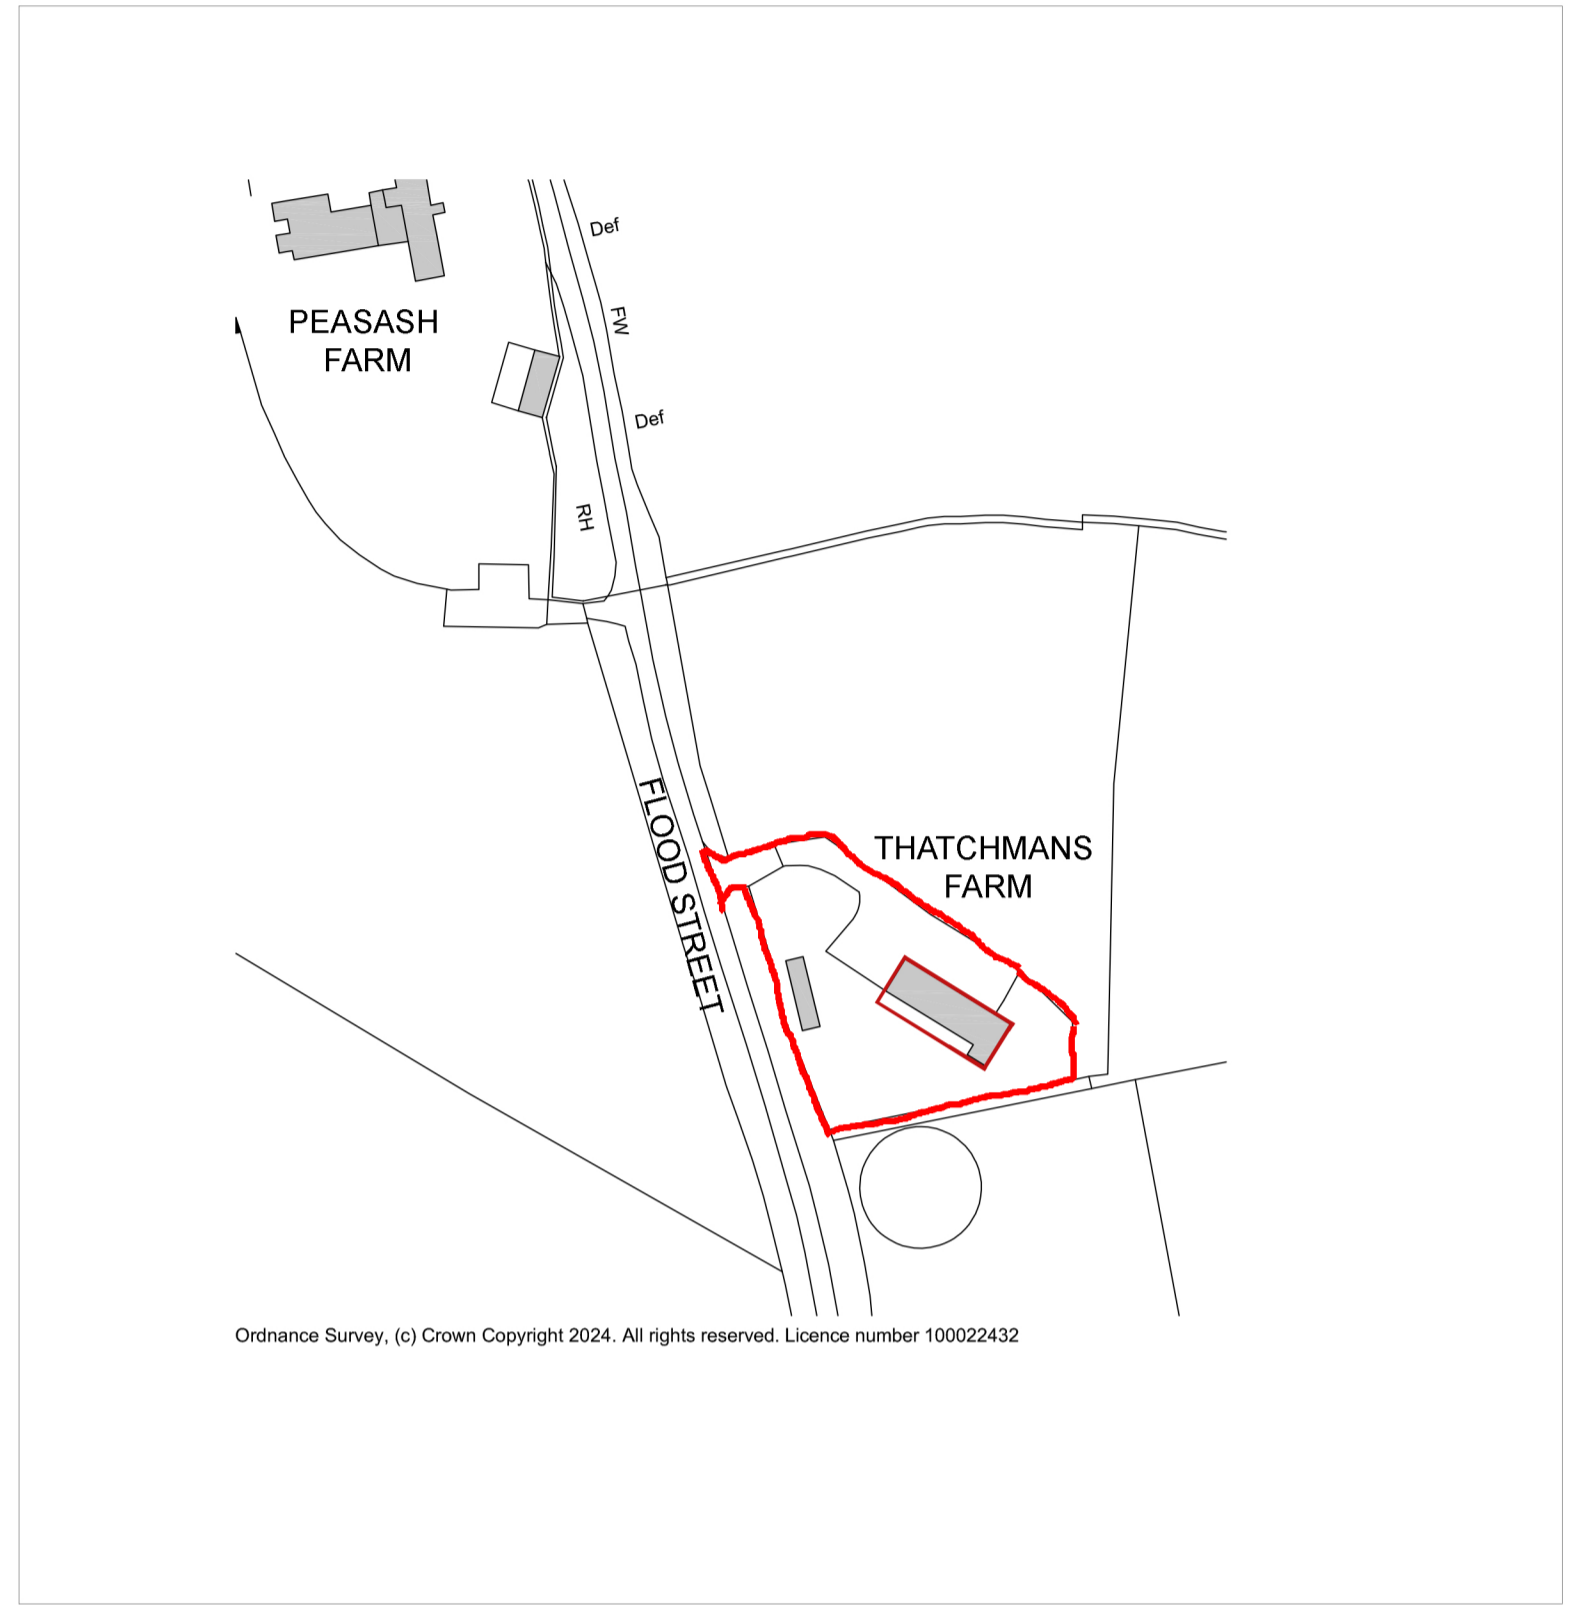 Def
FW
PEASASH
FARM
Def
RH
FLOOD STREET
THATCHMANS
FARM
Ordnance Survey, (c) Crown Copyright 2024. All rights reserved. Licence number 100022432